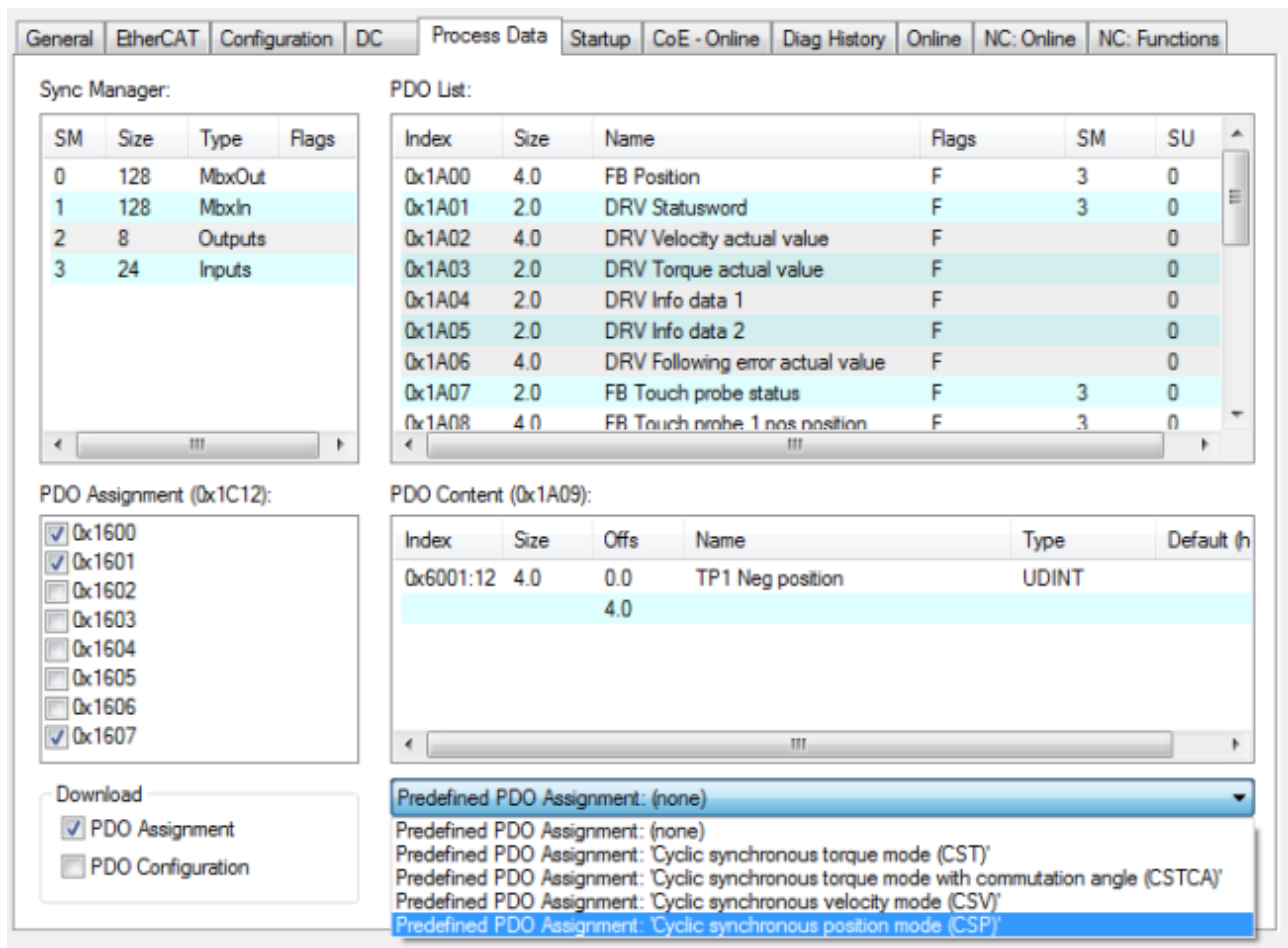 General EtherCAT Configuration DC Process Data Startup CoE - Online Diag History Online NC: Online NC: Functions
Sync Manager:
SM Size Type Flags
0 128 MbxOut
1 128 MbxIn
2 8 Outputs
3 24 Inputs
PDO List:
Index Size Name Flags SM SU
0x1A00 4.0 FB Position F 3 0
0x1A01 2.0 DRV Statusword F 3 0
0x1A02 4.0 DRV Velocity actual value F 0
0x1A03 2.0 DRV Torque actual value F 0
0x1A04 2.0 DRV Info data 1 F 0
0x1A05 2.0 DRV Info data 2 F 0
0x1A06 4.0 DRV Following error actual value F 0
0x1A07 2.0 FB Touch probe status F 3 0
0x1A08 4.0 FB Touch probe 1 pos position F 3 0
PDO Assignment (0x1C12):
0x1600
0x1601
0x1602
0x1603
0x1604
0x1605
0x1606
0x1607
PDO Content (0x1A09):
Index Size Offs Name Type Default (h
0x6001:12 4.0 0.0 TP1 Neg position UDINT
4.0
Download
PDO Assignment
PDO Configuration
Predefined PDO Assignment: (none)
Predefined PDO Assignment: (none)
Predefined PDO Assignment: 'Cyclic synchronous torque mode (CST)'
Predefined PDO Assignment: 'Cyclic synchronous torque mode with commutation angle (CSTCA)'
Predefined PDO Assignment: 'Cyclic synchronous velocity mode (CSV)'
Predefined PDO Assignment: 'Cyclic synchronous position mode (CSP)'